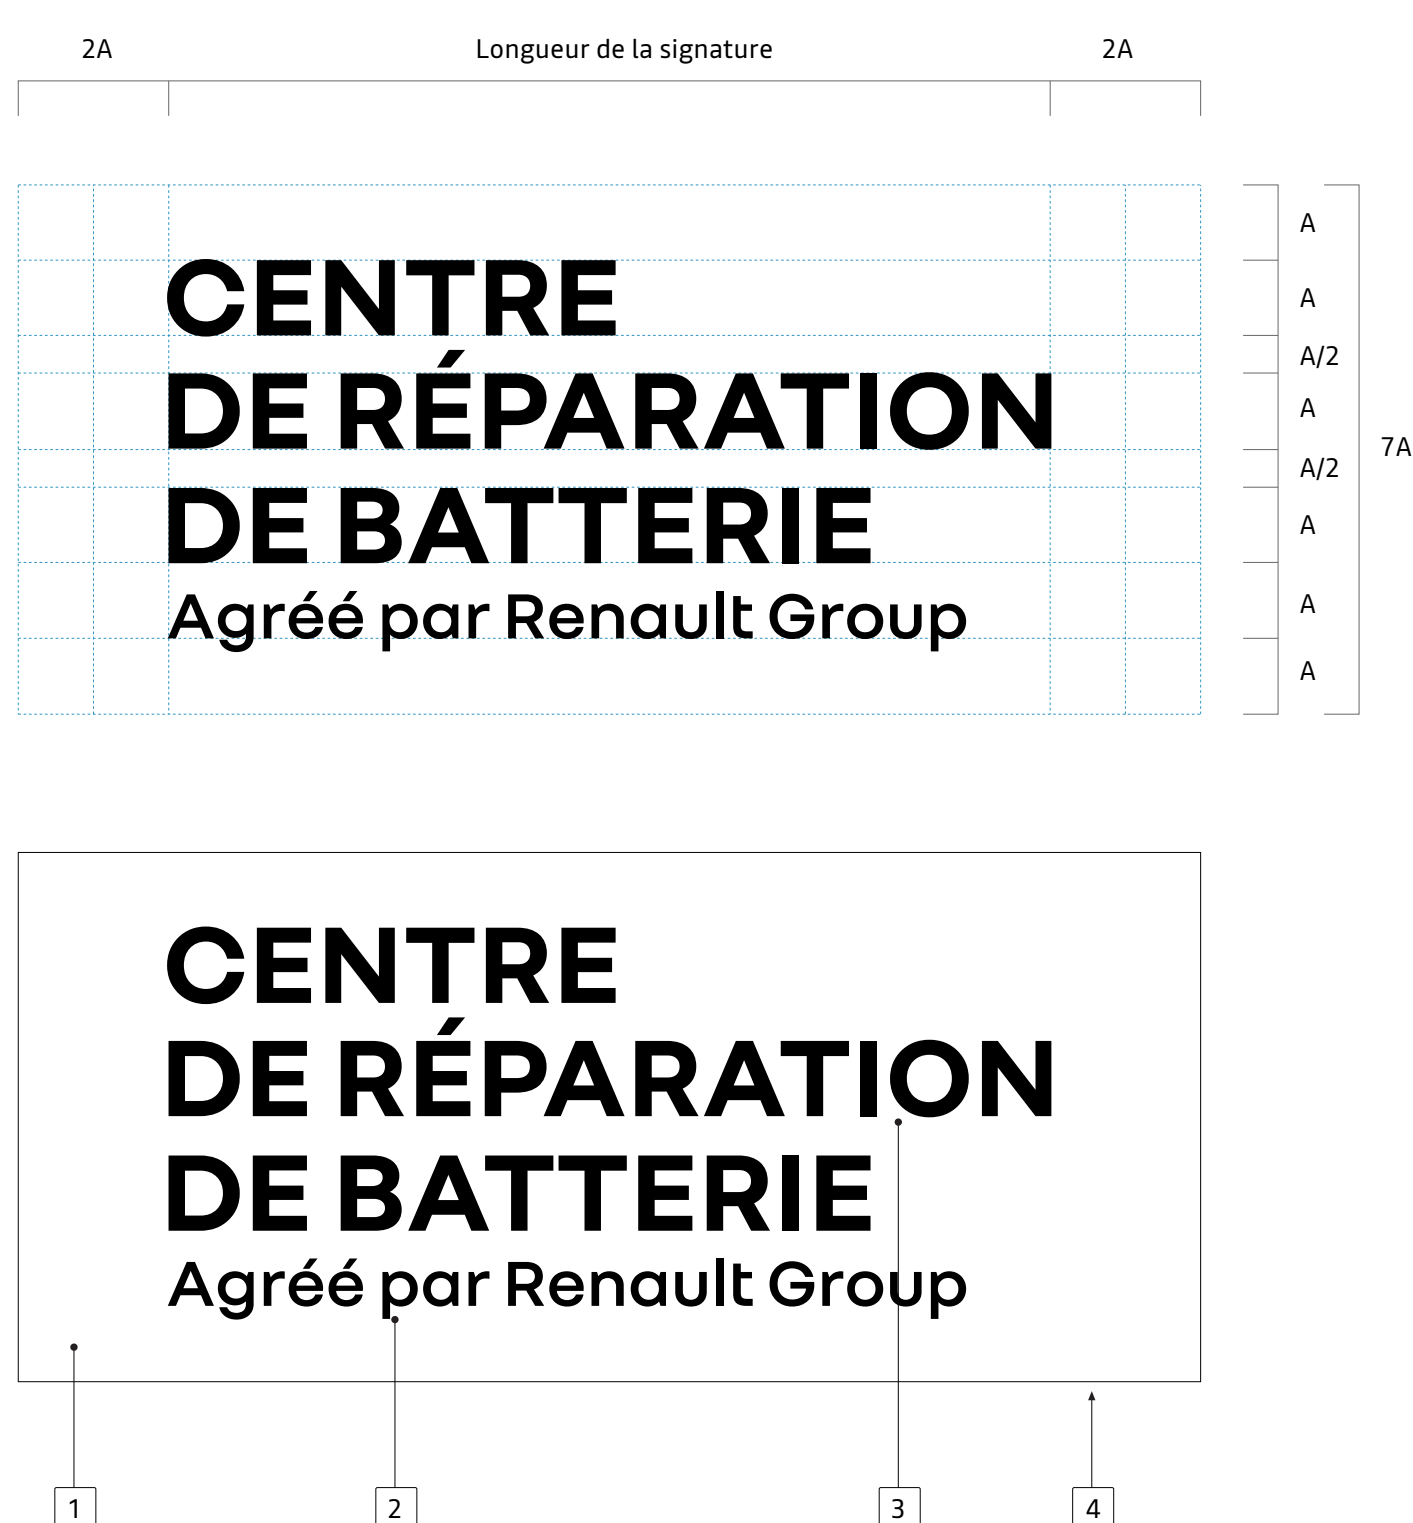 2A Longueur de la signature 2A
A
CENTRE
A
A/2
DE RÉPARATION
A
7A
A/2
DE BATTERIE
A
Agréé par Renault Group
A
A
CENTRE
DE RÉPARATION
DE BATTERIE
Agréé par Renault Group
1 2 3 4